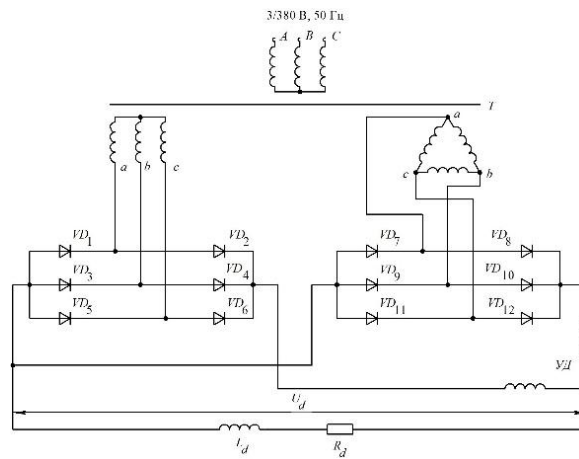 3/380 В, 50 Гц
A B C
T
a
a b c
c b
VD1 VD2
VD3 VD4
VD5 VD6
VD7 VD8
VD9 VD10
VD11 VD12
УД
Ud
Ld Rd